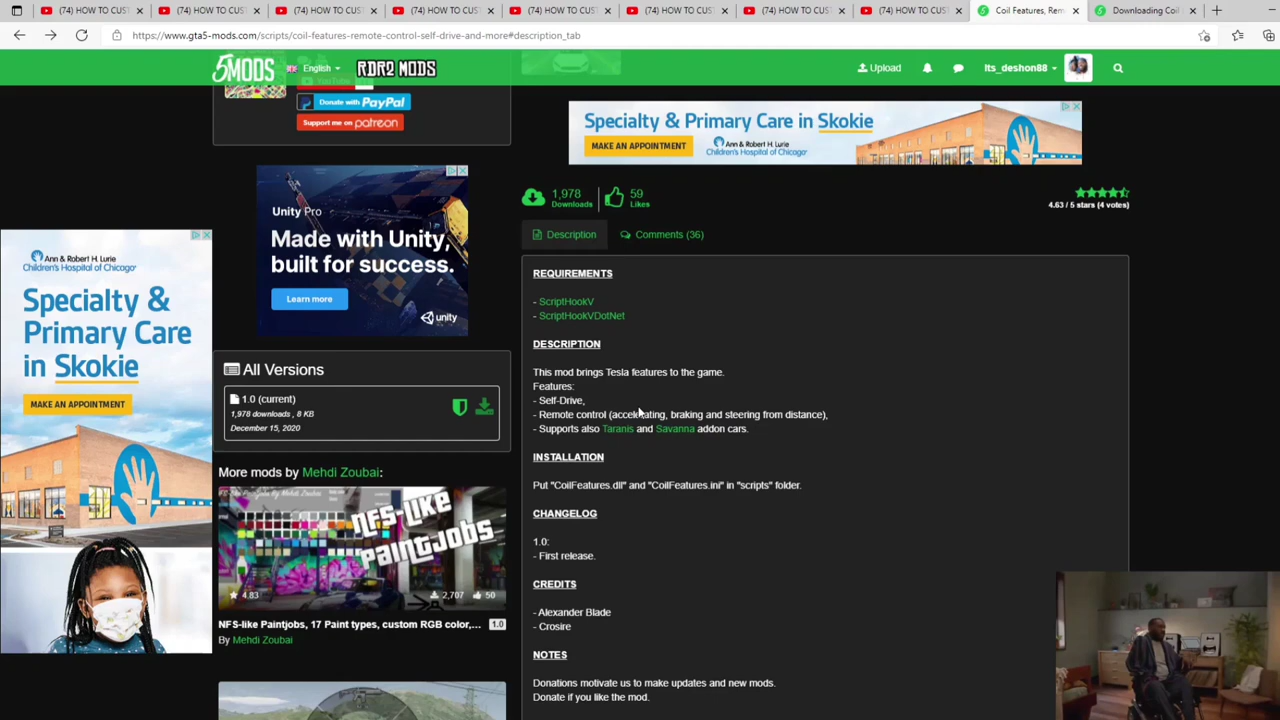 (74) HOW TO CUST
(74) HOW TO CUST
(74) HOW TO CUST
(74) HOW TO CUST
(74) HOW TO CUST
(74) HOW TO CUST
(74) HOW TO CUST
(74) HOW TO CUST
Coil Features, Rem
Downloading Coil
https://www.gta5-mods.com/scripts/coil-features-remote-control-self-drive-and-more#description_tab
5MODS
English
RDR2 MODS
Upload
Its_deshon88
YouTube
Donate with PayPal
Support me on patreon
Specialty & Primary Care in Skokie
MAKE AN APPOINTMENT
Ann & Robert H. Lurie
Children's Hospital of Chicago
1,978
Downloads
59
Likes
4.63 / 5 stars (4 votes)
Unity Pro
Made with Unity,
built for success.
Learn more
unity
Description
Comments (36)
Ann & Robert H. Lurie
Children's Hospital of Chicago
Specialty &
Primary Care
in Skokie
MAKE AN APPOINTMENT
All Versions
1.0 (current)
1,978 downloads , 8 KB
December 15, 2020
More mods by Mehdi Zoubai:
NFS-LIKE
PAINTJOBS
4.83
2,707
50
NFS-like Paintjobs, 17 Paint types, custom RGB color,...
1.0
By Mehdi Zoubai
REQUIREMENTS
- ScriptHookV
- ScriptHookVDotNet
DESCRIPTION
This mod brings Tesla features to the game.
Features:
- Self-Drive,
- Remote control (accelerating, braking and steering from distance),
- Supports also Taranis and Savanna addon cars.
INSTALLATION
Put "CoilFeatures.dll" and "CoilFeatures.ini" in "scripts" folder.
CHANGELOG
1.0:
- First release.
CREDITS
- Alexander Blade
- Crosire
NOTES
Donations motivate us to make updates and new mods.
Donate if you like the mod.